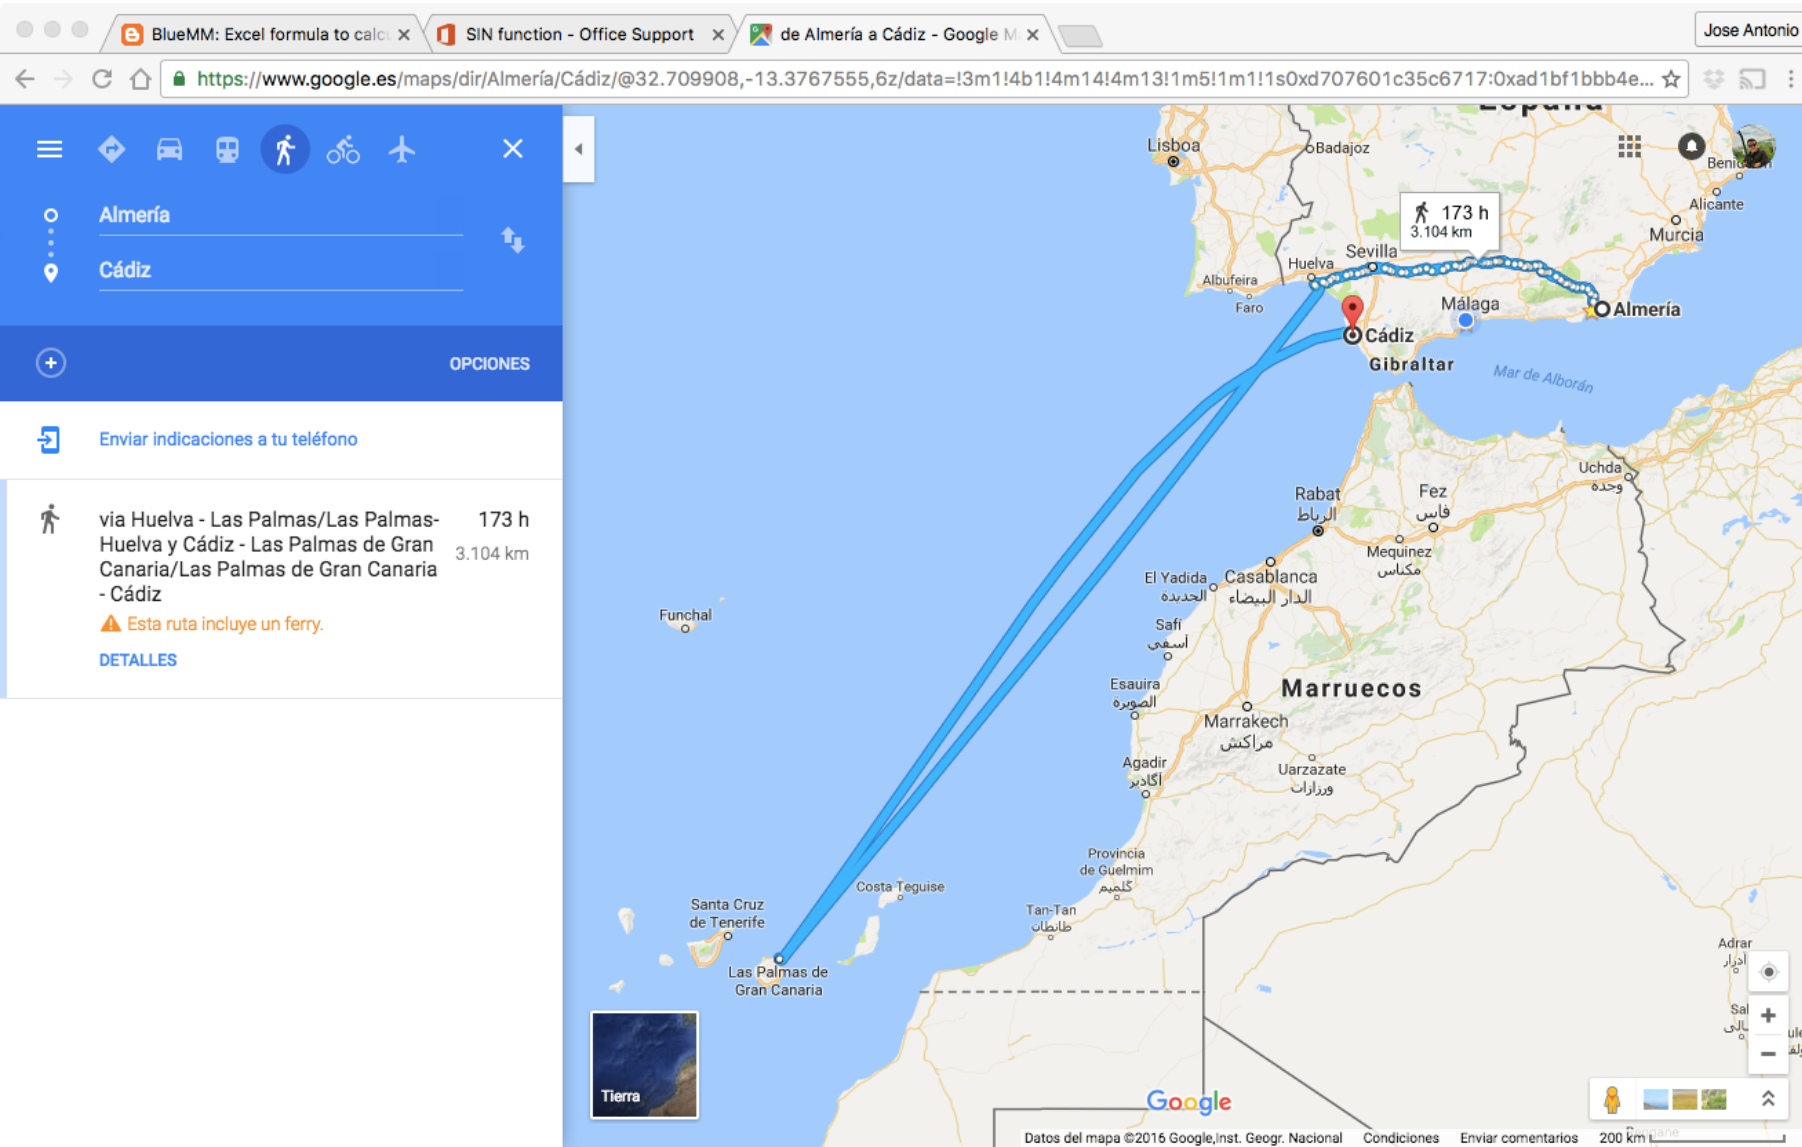 BlueMM: Excel formula to calc
SIN function - Office Support
de Almería a Cádiz - Google M
Jose Antonio
https://www.google.es/maps/dir/Almería/Cádiz/@32.709908,-13.3767555,6z/data=!3m1!4b1!4m14!4m13!1m5!1m1!1s0xd707601c35c6717:0xad1bf1bbb4e...
Almería
Cádiz
OPCIONES
Enviar indicaciones a tu teléfono
via Huelva - Las Palmas/Las Palmas-
Huelva y Cádiz - Las Palmas de Gran
Canaria/Las Palmas de Gran Canaria
- Cádiz
173 h
3.104 km
Esta ruta incluye un ferry.
DETALLES
España
Lisboa
Badajoz
Alicante
Murcia
173 h
3.104 km
Sevilla
Huelva
Albufeira
Faro
Málaga
Almería
Cádiz
Gibraltar
Mar de Alborán
Uchda
وجدة
Rabat
الرباط
Fez
فاس
Mequinez
مكناس
El Yadida
الجديدة
Casablanca
الدار البيضاء
Safí
أسفي
Funchal
Esauira
الصويرة
Marruecos
Marrakech
مراكش
Agadir
أكادير
Uarzazate
ورزازات
Provincia
de Guelmim
كلميم
Costa Teguise
Santa Cruz
de Tenerife
Tan-Tan
طانطان
Las Palmas de
Gran Canaria
Adrar
أدرار
Tierra
Google
Datos del mapa ©2016 Google,Inst. Geogr. Nacional
Condiciones
Enviar comentarios
200 km